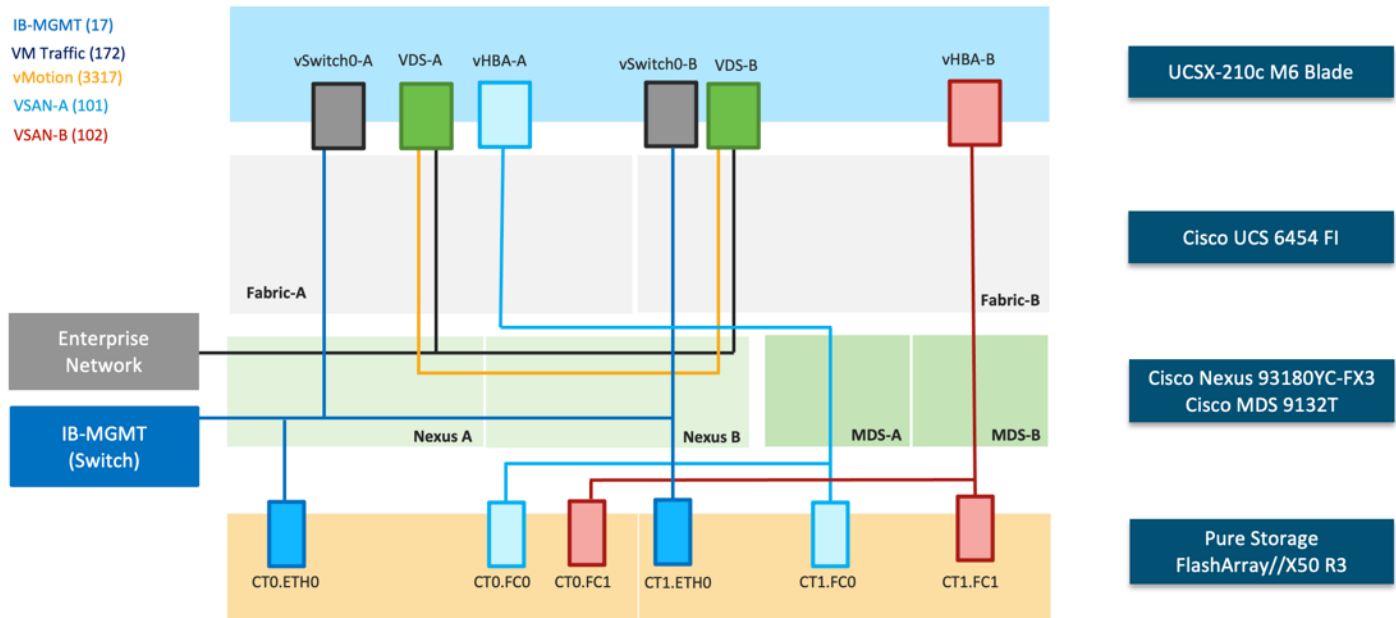 IB-MGMT (17)
VM Traffic (172)
vMotion (3317)
VSAN-A (101)
VSAN-B (102)
vSwitch0-A
VDS-A
vHBA-A
vSwitch0-B
VDS-B
vHBA-B
UCSX-210c M6 Blade
Fabric-A
Fabric-B
Cisco UCS 6454 FI
Enterprise
Network
IB-MGMT
(Switch)
Nexus A
Nexus B
MDS-A
MDS-B
Cisco Nexus 93180YC-FX3
Cisco MDS 9132T
CT0.ETH0
CT0.FC0
CT0.FC1
CT1.ETH0
CT1.FC0
CT1.FC1
Pure Storage
FlashArray//X50 R3